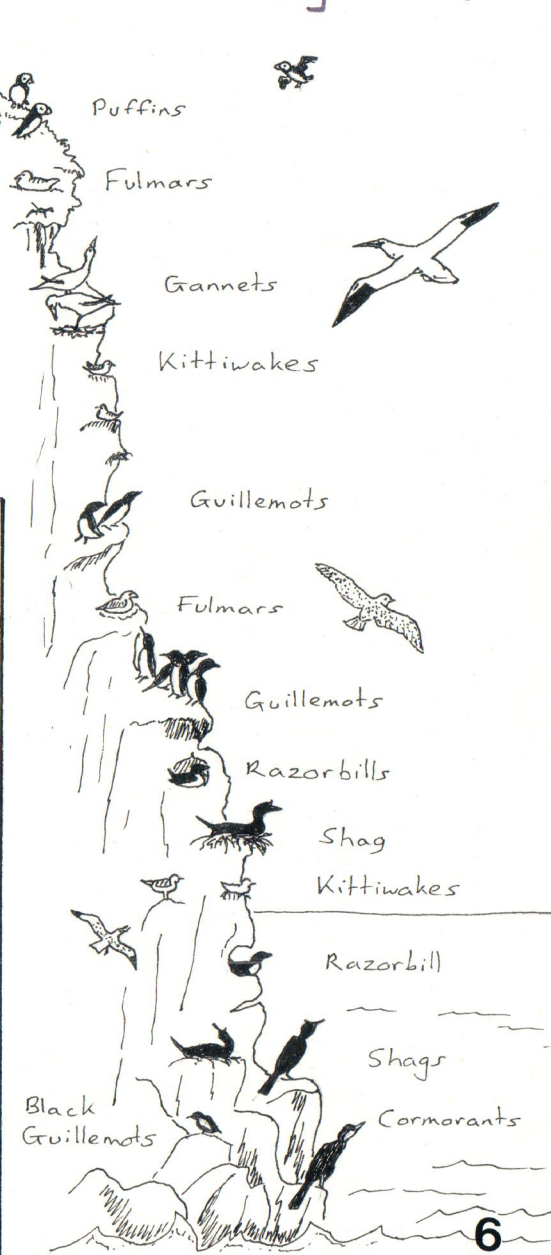 Puffins
Fulmars
Gannets
Kittiwakes
Guillemots
Fulmars
Guillemots
Razorbills
Shag
Kittiwakes
Razorbill
Shags
Black
Guillemots
Cormorants
6